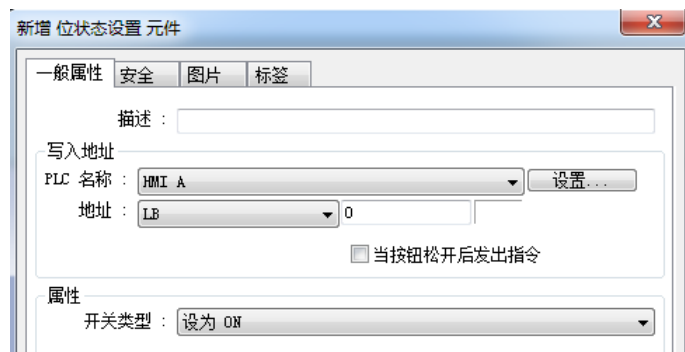 新增 位状态设置 元件
一般属性 安全 图片 标签
描述 :
写入地址
PLC 名称 : HMI A 设置...
地址 : LB 0
当按钮松开后发出指令
属性
开关类型 : 设为 ON